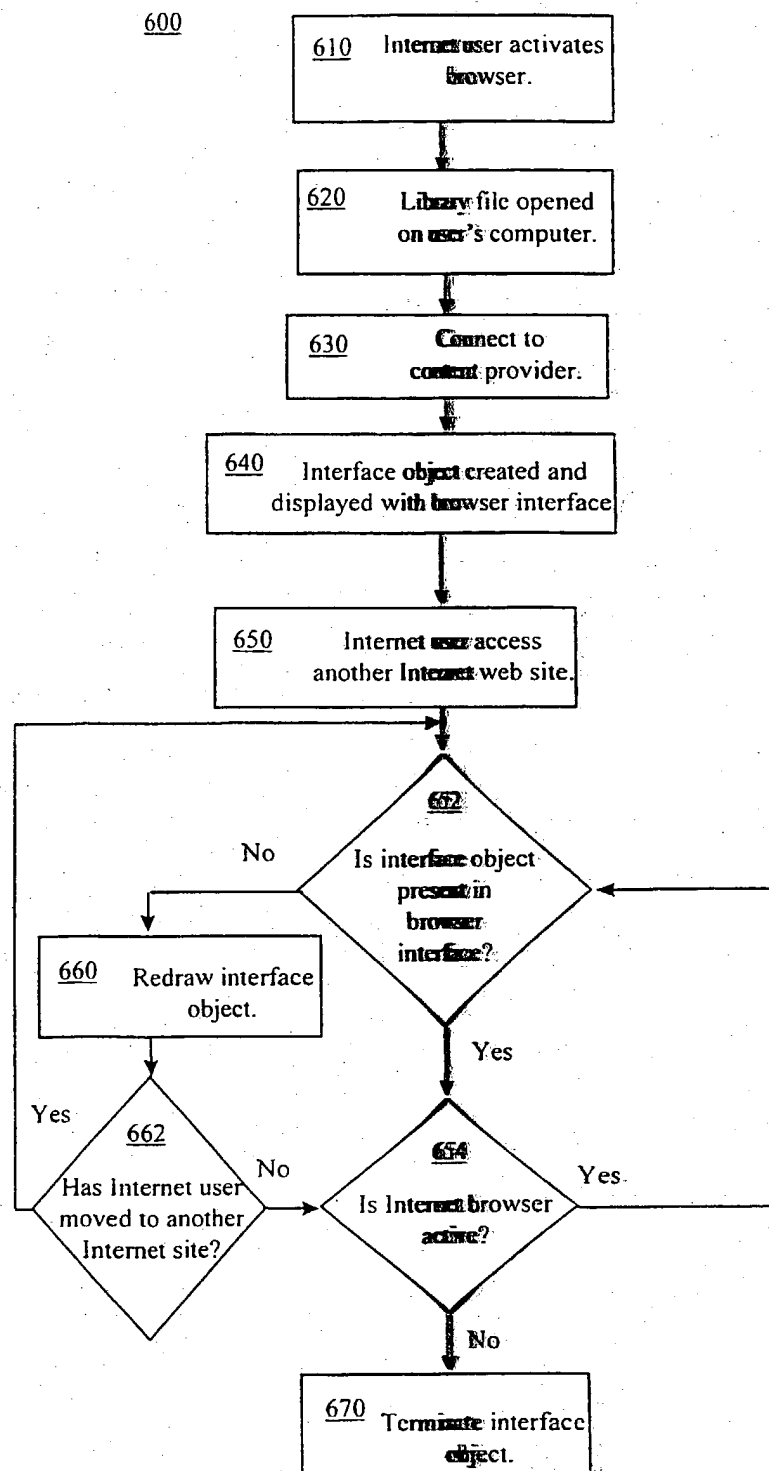 600
610 Internet user activates
browser.
620 Library file opened
on user's computer.
630 Connect to
content provider.
640 Interface object created and
displayed with browser interface
650 Internet user access
another Internet web site.
652
Is interface object
present in
browser
interface?
No
660 Redraw interface
object.
Yes
Yes
662
Has Internet user
moved to another
Internet site?
No
654
Is Internet browser
active?
Yes
No
670 Terminate interface
object.